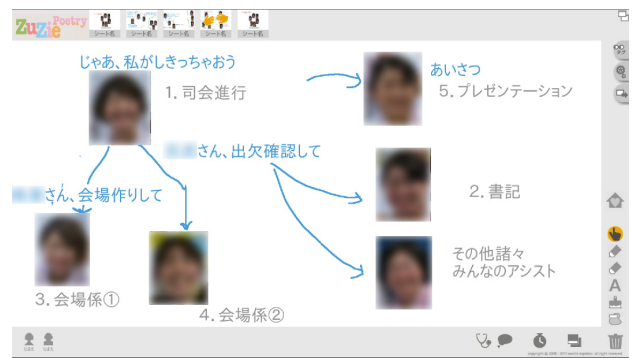 Zuzie Poetry
シート名 シート名 シート名 シート名 シート名
じゃあ、私がしきっちゃおう
1.司会進行
あいさつ
5.プレゼンテーション
さん、出欠確認して
さん、会場作りして
2.書記
その他諸々
みんなのアシスト
3.会場係①
4.会場係②
A